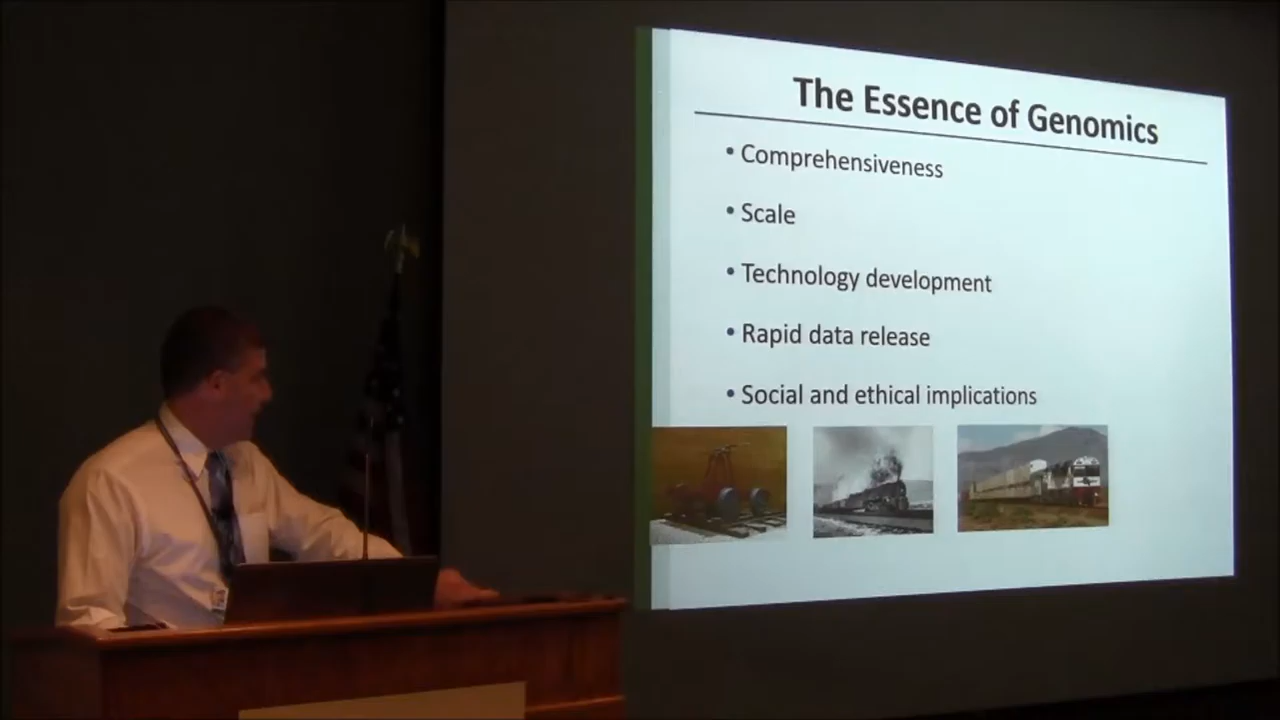 The Essence of Genomics
• Comprehensiveness
• Scale
• Technology development
• Rapid data release
• Social and ethical implications